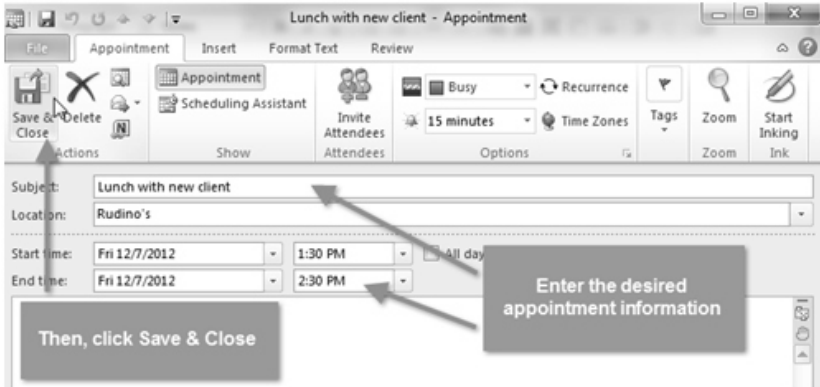 Lunch with new client - Appointment
File Appointment Insert Format Text Review
Appointment Busy Recurrence
Scheduling Assistant 15 minutes Time Zones
Save & Close Delete Invite Attendees Tags Zoom Start Inking
Actions Show Attendees Options Zoom Ink
Subject: Lunch with new client
Location: Rudino's
Start time: Fri 12/7/2012 1:30 PM All day
End time: Fri 12/7/2012 2:30 PM
Enter the desired
appointment information
Then, click Save & Close